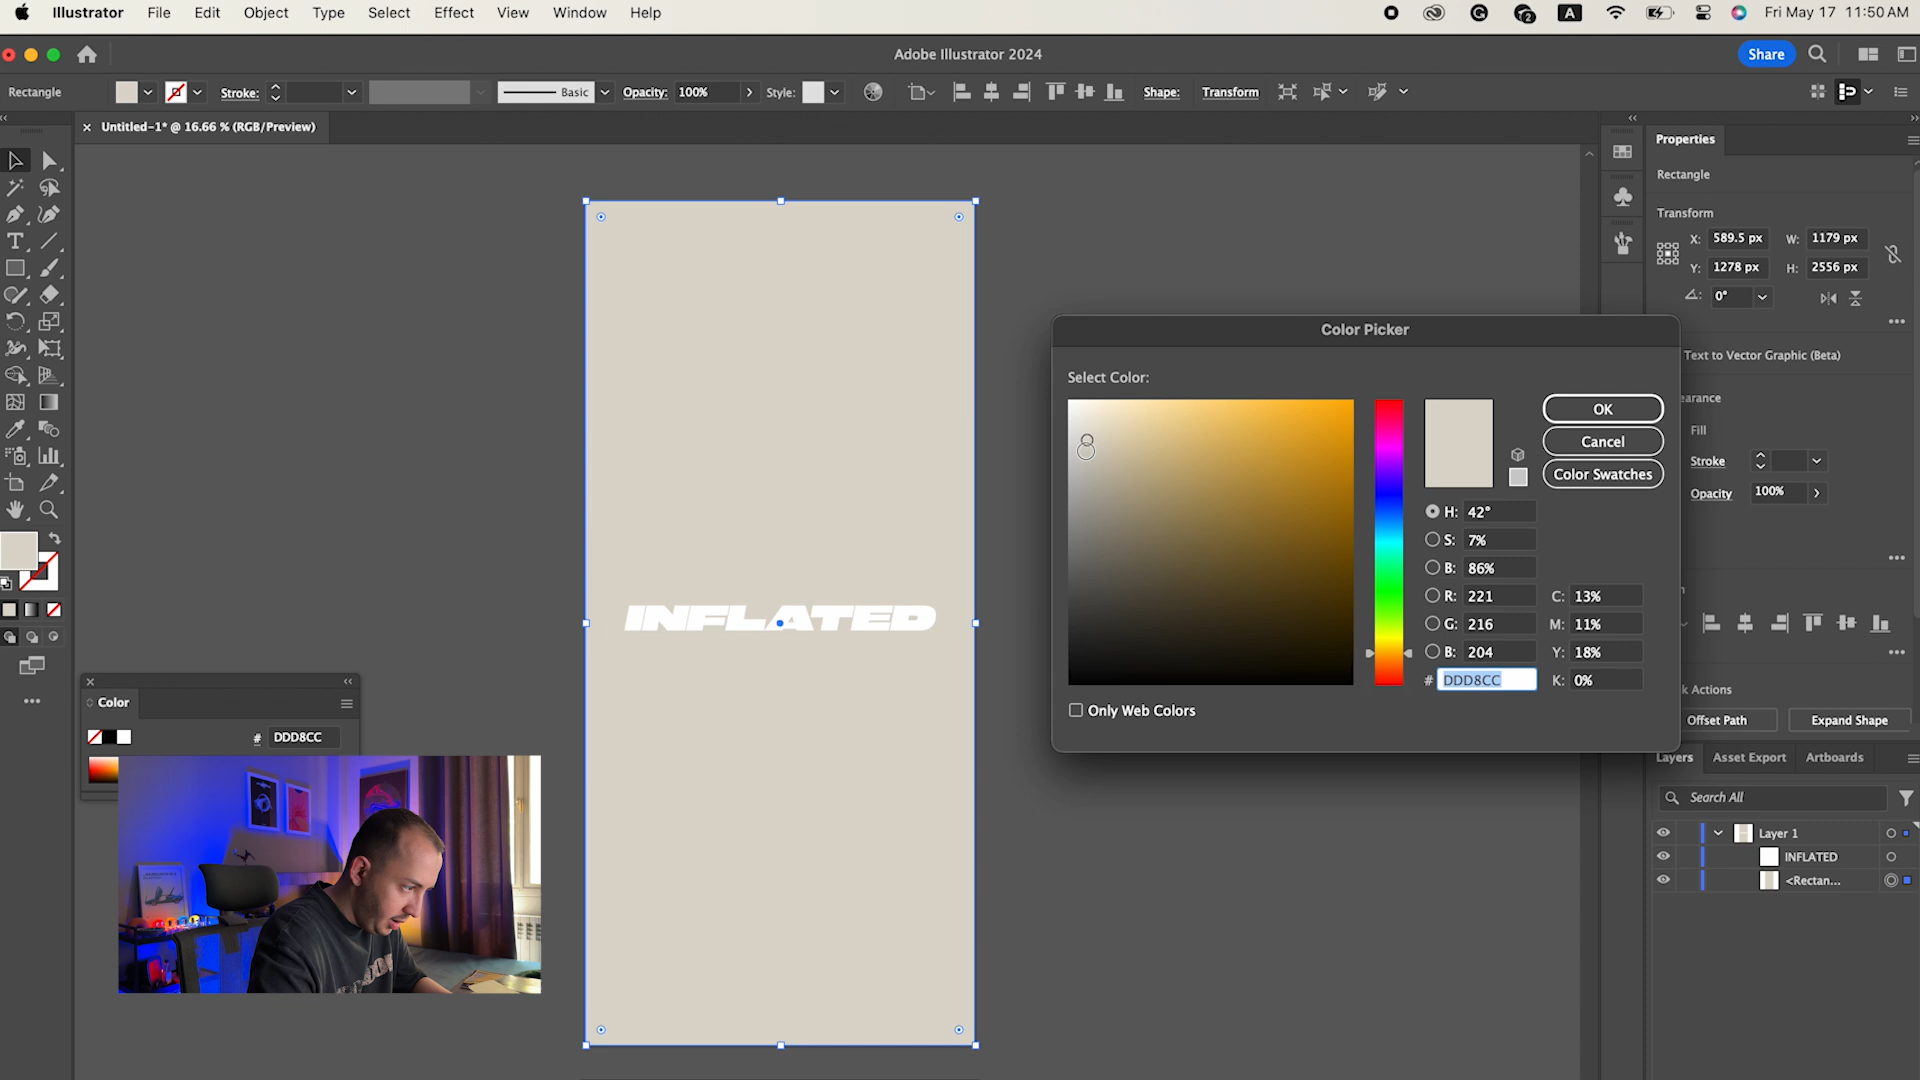 Illustrator File Edit Object Type Select Effect View Window Help
2 A Fri May 17 11:50 AM
Adobe Illustrator 2024
Share
Rectangle
Stroke:
Basic
Opacity: 100%
Style:
Shape:
Transform
Untitled-1* @ 16.66 % (RGB/Preview)
Properties
Rectangle
Transform
X: 589.5 px W: 1179 px
Y: 1278 px H: 2556 px
0°
Text to Vector Graphic (Beta)
earance
Fill
Stroke
Opacity 100%
n
k Actions
Offset Path
Expand Shape
Layers Asset Export Artboards
Search All
Layer 1
INFLATED
<Rectan...
Color Picker
Select Color:
OK
Cancel
Color Swatches
H: 42°
S: 7%
B: 86%
R: 221
G: 216
B: 204
# DDD8CC
C: 13%
M: 11%
Y: 18%
K: 0%
Only Web Colors
INFLATED
Color
# DDD8CC